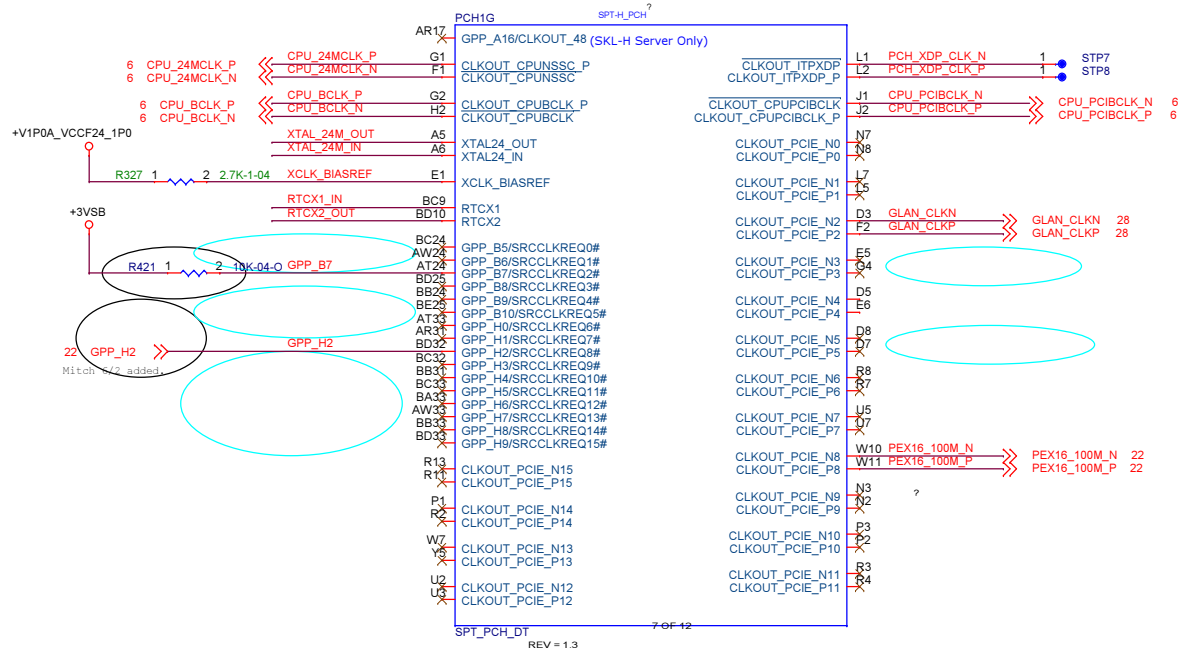 PCH1G
SPT-H_PCH
?
AR17
GPP_A16/CLKOUT_48 (SKL-H Server Only)
6 CPU_24MCLK_P CPU_24MCLK_P G1 CLKOUT_CPUNSSC_P
6 CPU_24MCLK_N CPU_24MCLK_N F1 CLKOUT_CPUNSSC
CLKOUT_ITPXDP L1 PCH_XDP_CLK_N 1 STP7
CLKOUT_ITPXDP_P L2 PCH_XDP_CLK_P 1 STP8
6 CPU_BCLK_P CPU_BCLK_P G2 CLKOUT_CPUBCLK_P
6 CPU_BCLK_N CPU_BCLK_N H2 CLKOUT_CPUBCLK
CLKOUT_CPUPCIBCLK J1 CPU_PCIBCLK_N CPU_PCIBCLK_N 6
CLKOUT_CPUPCIBCLK_P J2 CPU_PCIBCLK_P CPU_PCIBCLK_P 6
+V1P0A_VCCF24_1P0
XTAL_24M_OUT A5 XTAL24_OUT
XTAL_24M_IN A6 XTAL24_IN
CLKOUT_PCIE_N0 N7
CLKOUT_PCIE_P0 N8
R327 1 2 2.7K-1-04 XCLK_BIASREF E1 XCLK_BIASREF
CLKOUT_PCIE_N1 L7
CLKOUT_PCIE_P1 L5
RTCX1_IN BC9 RTCX1
RTCX2_OUT BD10 RTCX2
CLKOUT_PCIE_N2 D3 GLAN_CLKN GLAN_CLKN 28
CLKOUT_PCIE_P2 F2 GLAN_CLKP GLAN_CLKP 28
+3VSB
BC24 GPP_B5/SRCCLKREQ0#
AW24 GPP_B6/SRCCLKREQ1#
R421 1 2 10K-04-O GPP_B7 AT24 GPP_B7/SRCCLKREQ2#
BD25 GPP_B8/SRCCLKREQ3#
BB24 GPP_B9/SRCCLKREQ4#
BE25 GPP_B10/SRCCLKREQ5#
AT33 GPP_H0/SRCCLKREQ6#
AR31 GPP_H1/SRCCLKREQ7#
22 GPP_H2 GPP_H2 BD32 GPP_H2/SRCCLKREQ8#
Mitch 6/2 added.
BC32 GPP_H3/SRCCLKREQ9#
BB31 GPP_H4/SRCCLKREQ10#
BC33 GPP_H5/SRCCLKREQ11#
BA33 GPP_H6/SRCCLKREQ12#
AW33 GPP_H7/SRCCLKREQ13#
BB33 GPP_H8/SRCCLKREQ14#
BD33 GPP_H9/SRCCLKREQ15#
CLKOUT_PCIE_N3 E5
CLKOUT_PCIE_P3 G4
CLKOUT_PCIE_N4 D5
CLKOUT_PCIE_P4 E6
CLKOUT_PCIE_N5 D8
CLKOUT_PCIE_P5 D7
CLKOUT_PCIE_N6 R8
CLKOUT_PCIE_P6 R7
CLKOUT_PCIE_N7 U5
CLKOUT_PCIE_P7 U7
CLKOUT_PCIE_N8 W10 PEX16_100M_N PEX16_100M_N 22
CLKOUT_PCIE_P8 W11 PEX16_100M_P PEX16_100M_P 22
R13 CLKOUT_PCIE_N15
R11 CLKOUT_PCIE_P15
CLKOUT_PCIE_N9 N3
CLKOUT_PCIE_P9 N2
?
P1 CLKOUT_PCIE_N14
R2 CLKOUT_PCIE_P14
CLKOUT_PCIE_N10 P3
CLKOUT_PCIE_P10 P2
W7 CLKOUT_PCIE_N13
Y5 CLKOUT_PCIE_P13
CLKOUT_PCIE_N11 R3
CLKOUT_PCIE_P11 R4
U2 CLKOUT_PCIE_N12
U3 CLKOUT_PCIE_P12
7 OF 12
SPT_PCH_DT
REV = 1.3